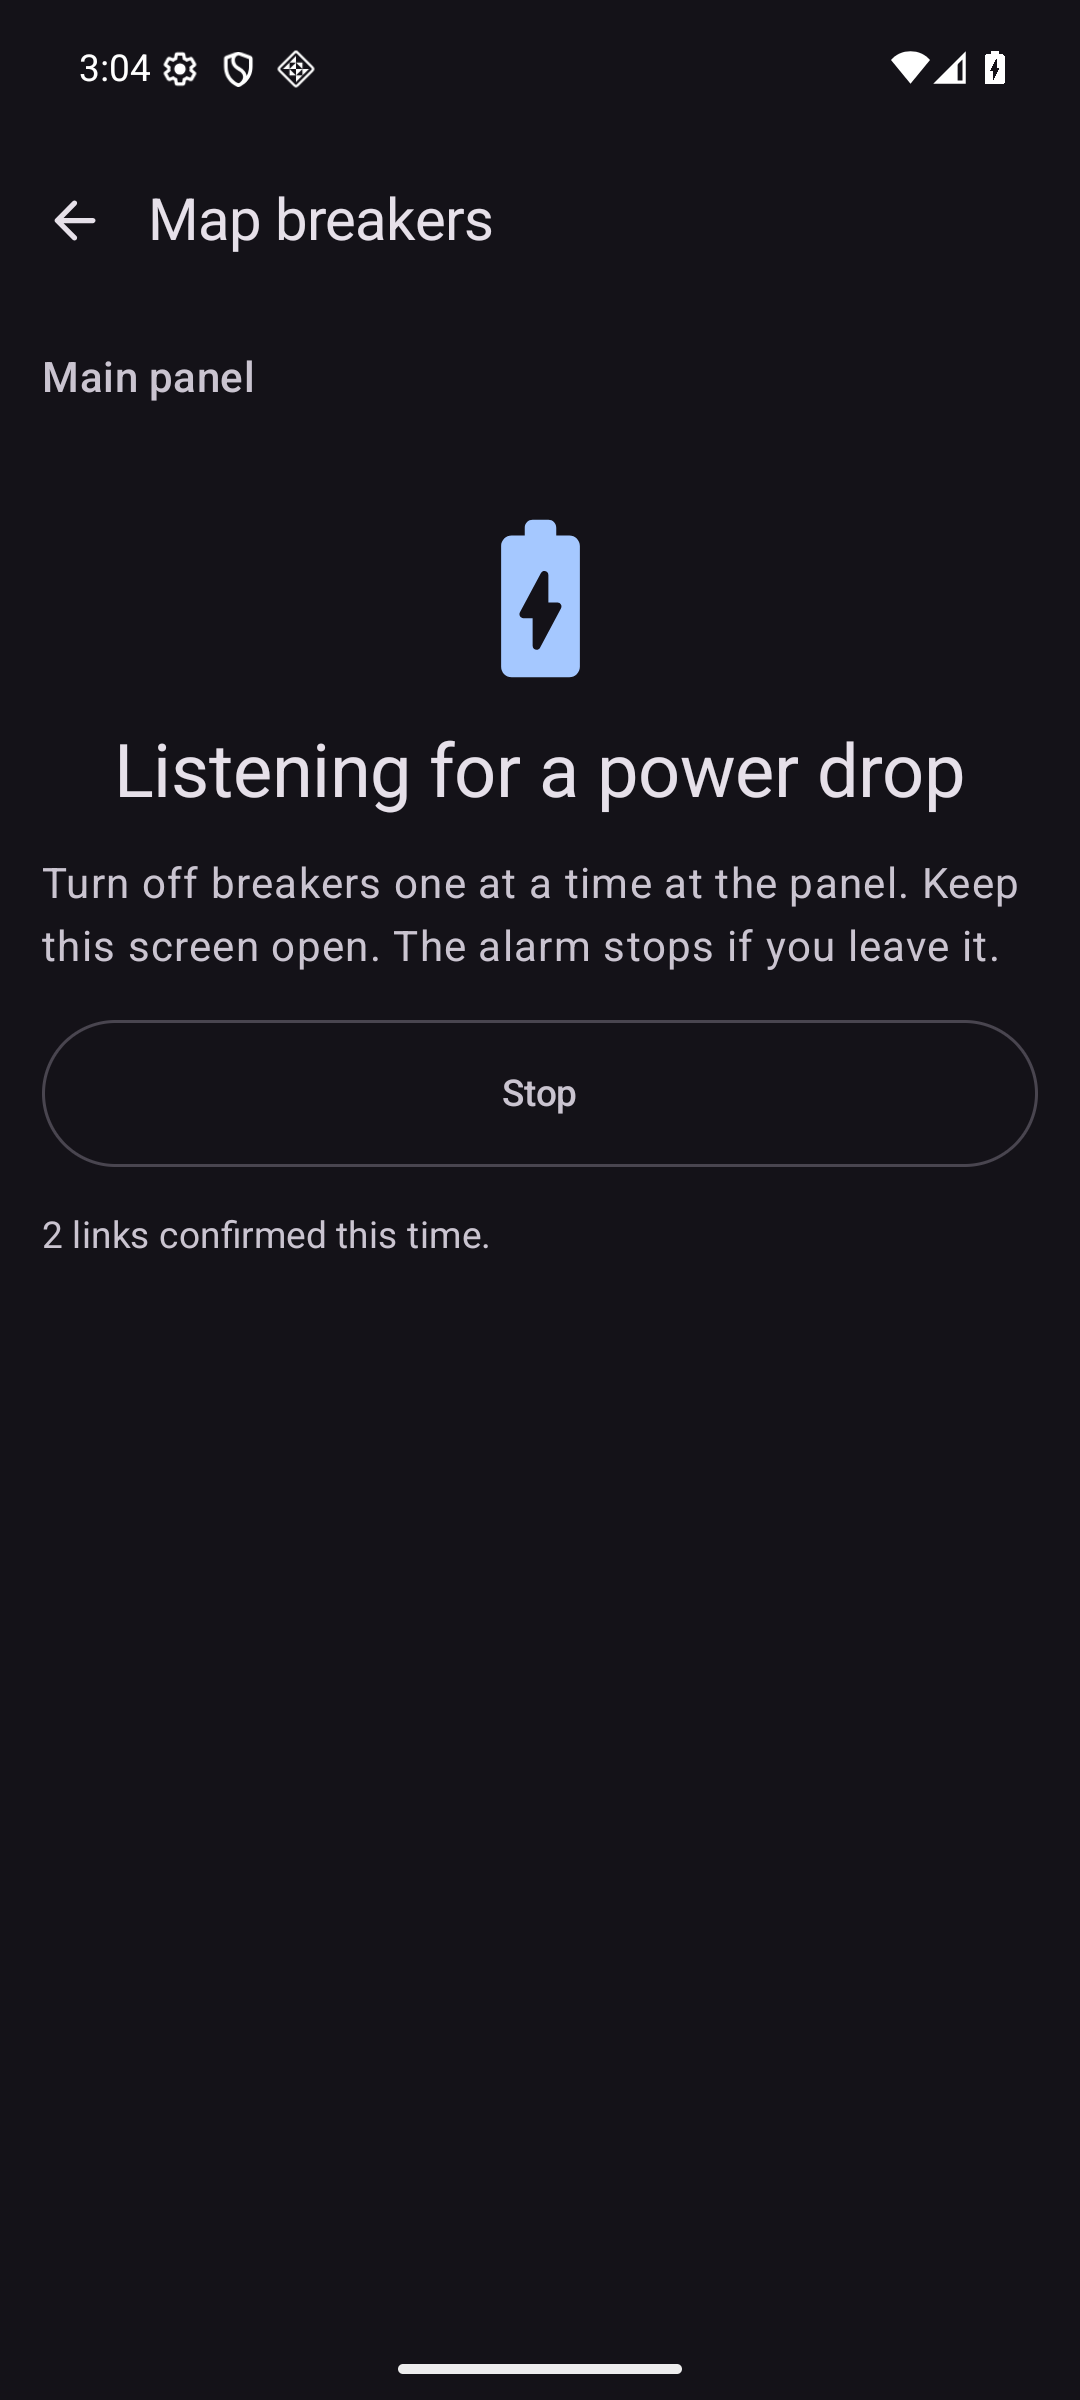 3:04
Map breakers
Main panel
Listening for a power drop
Turn off breakers one at a time at the panel. Keep
this screen open. The alarm stops if you leave it.
Stop
2 links confirmed this time.